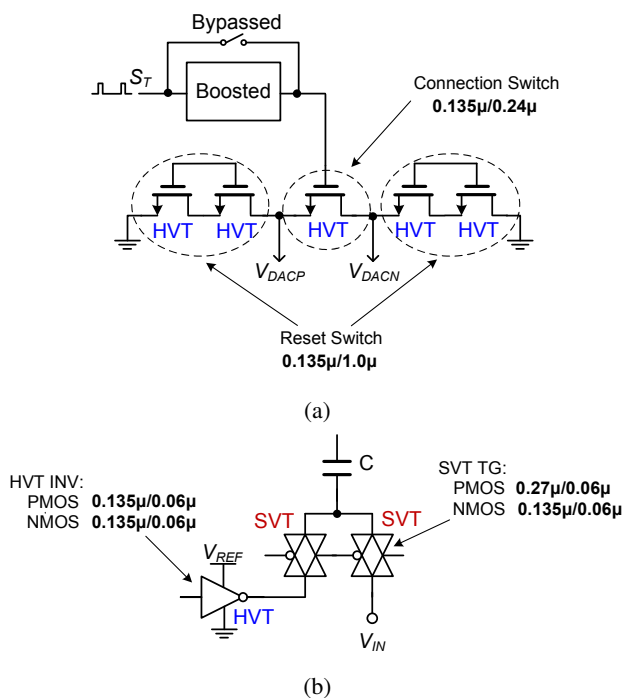 Bypassed
S_T
Boosted
Connection Switch
0.135µ/0.24µ
HVT HVT HVT HVT HVT
V_DACP V_DACN
Reset Switch
0.135µ/1.0µ
(a)
HVT INV:
PMOS 0.135µ/0.06µ
NMOS 0.135µ/0.06µ
C
SVT TG:
PMOS 0.27µ/0.06µ
NMOS 0.135µ/0.06µ
SVT SVT
V_REF
HVT
V_IN
(b)